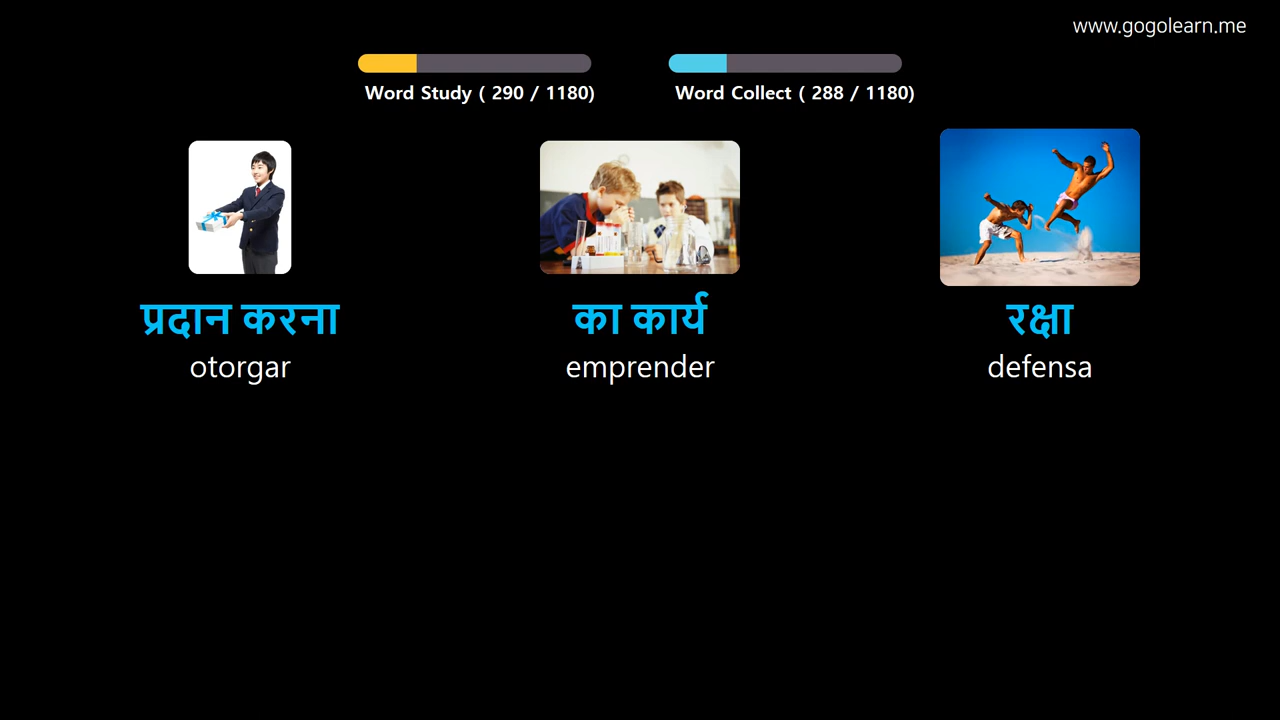 www.gogolearn.me
Word Study ( 290 / 1180)
Word Collect ( 288 / 1180)
प्रदान करना
otorgar
का कार्य
emprender
रक्षा
defensa